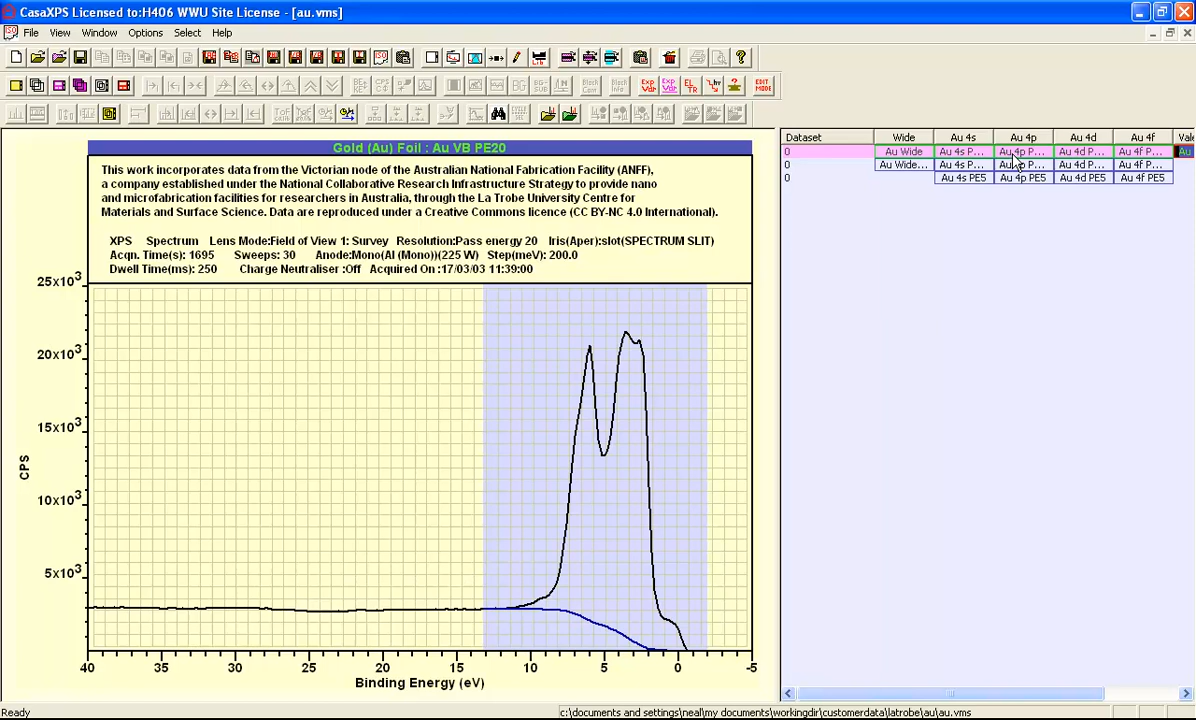 CasaXPS Licensed to:H406 WWU Site License - [au.vms]
File View Window Options Select Help
Gold (Au) Foil : Au VB PE20
This work incorporates data from the Victorian node of the Australian National Fabrication Facility (ANFF),
a company established under the National Collaborative Research Infrastructure Strategy to provide nano
and microfabrication facilities for researchers in Australia, through the La Trobe University Centre for
Materials and Surface Science. Data are reproduced under a Creative Commons licence (CC BY-NC 4.0 International).
XPS Spectrum Lens Mode:Field of View 1: Survey Resolution:Pass energy 20 Iris(Aper):slot(SPECTRUM SLIT)
Acqn. Time(s): 1695 Sweeps: 30 Anode:Mono(Al (Mono))(225 W) Step(meV): 200.0
Dwell Time(ms): 250 Charge Neutraliser :Off Acquired On :17/03/03 11:39:00
25x10³
20x10³
15x10³
10x10³
5x10³
CPS
40 35 30 25 20 15 10 5 0 -5
Binding Energy (eV)
Dataset Wide Au 4s Au 4p Au 4d Au 4f Vale
0 Au Wide Au 4s P... Au 4p P... Au 4d P... Au 4f P... Au
0 Au Wide... Au 4s P... Au 4p P... Au 4d P... Au 4f P...
0 Au 4s PE5 Au 4p PE5 Au 4d PE5 Au 4f PE5
Ready
c:\documents and settings\neal\my documents\workingdir\customerdata\latrobe\au\au.vms